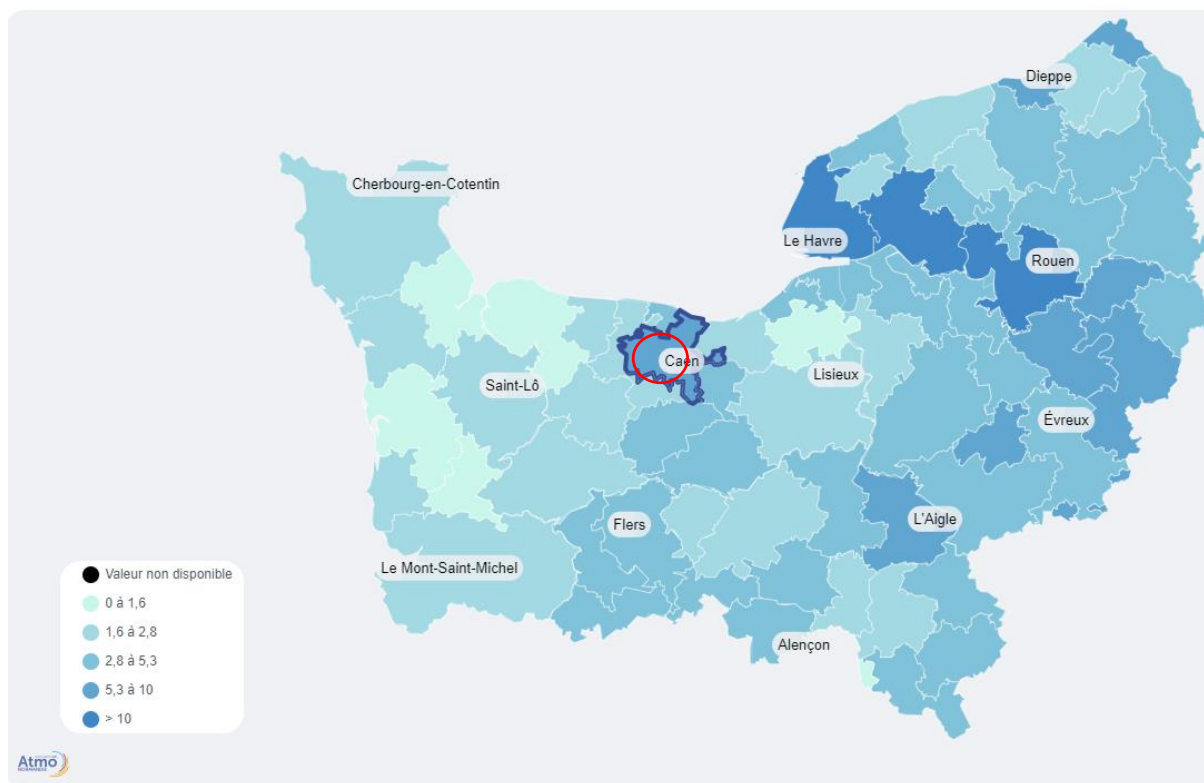 Dieppe
Cherbourg-en-Cotentin
Le Havre
Rouen
Caen
Lisieux
Saint-Lô
Évreux
Flers
L'Aigle
Le Mont-Saint-Michel
Alençon
Valeur non disponible
0 à 1,6
1,6 à 2,8
2,8 à 5,3
5,3 à 10
> 10
Atmo
NORMANDIE